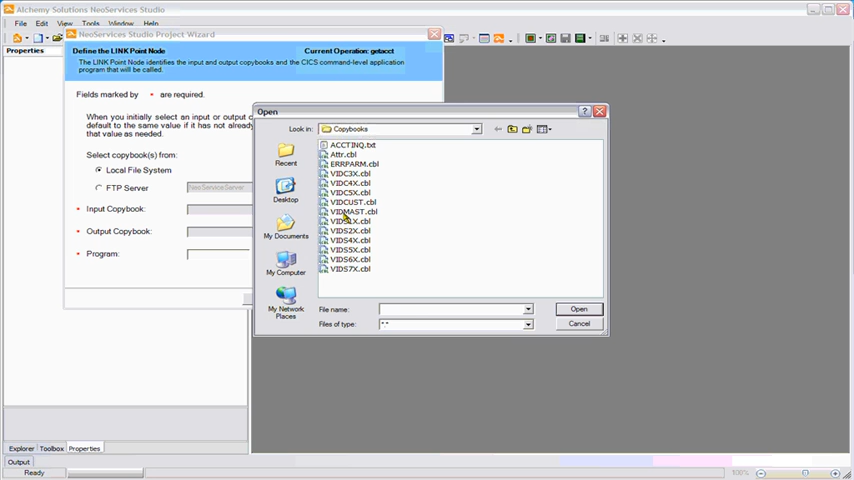 Alchemy Solutions NeoServices Studio
File Edit View Tools Window Help
Properties
NeoServices Studio Project Wizard
Define the LINK Point Node
Current Operation: getacct
The LINK Point Node identifies the input and output copybooks and the CICS command-level application
program that will be called.
Fields marked by * are required.
When you initially select an input or output c
default to the same value if it has not alread
that value as needed.
Select copybook(s) from:
Local File System
FTP Server
NeoServiceServer
* Input Copybook:
* Output Copybook:
* Program:
Open
Look in:
Copybooks
Recent
Desktop
My Documents
My Computer
My Network
Places
ACCTINQ.txt
Attr.cbl
ERRPARM.cbl
VIDC3X.cbl
VIDC4X.cbl
VIDC5X.cbl
VIDCUST.cbl
VIDMAST.cbl
VIDS1X.cbl
VIDS2X.cbl
VIDS4X.cbl
VIDS5X.cbl
VIDS6X.cbl
VIDS7X.cbl
File name:
Open
Files of type:
*.*
Cancel
Explorer Toolbox Properties
Output
Ready
100%